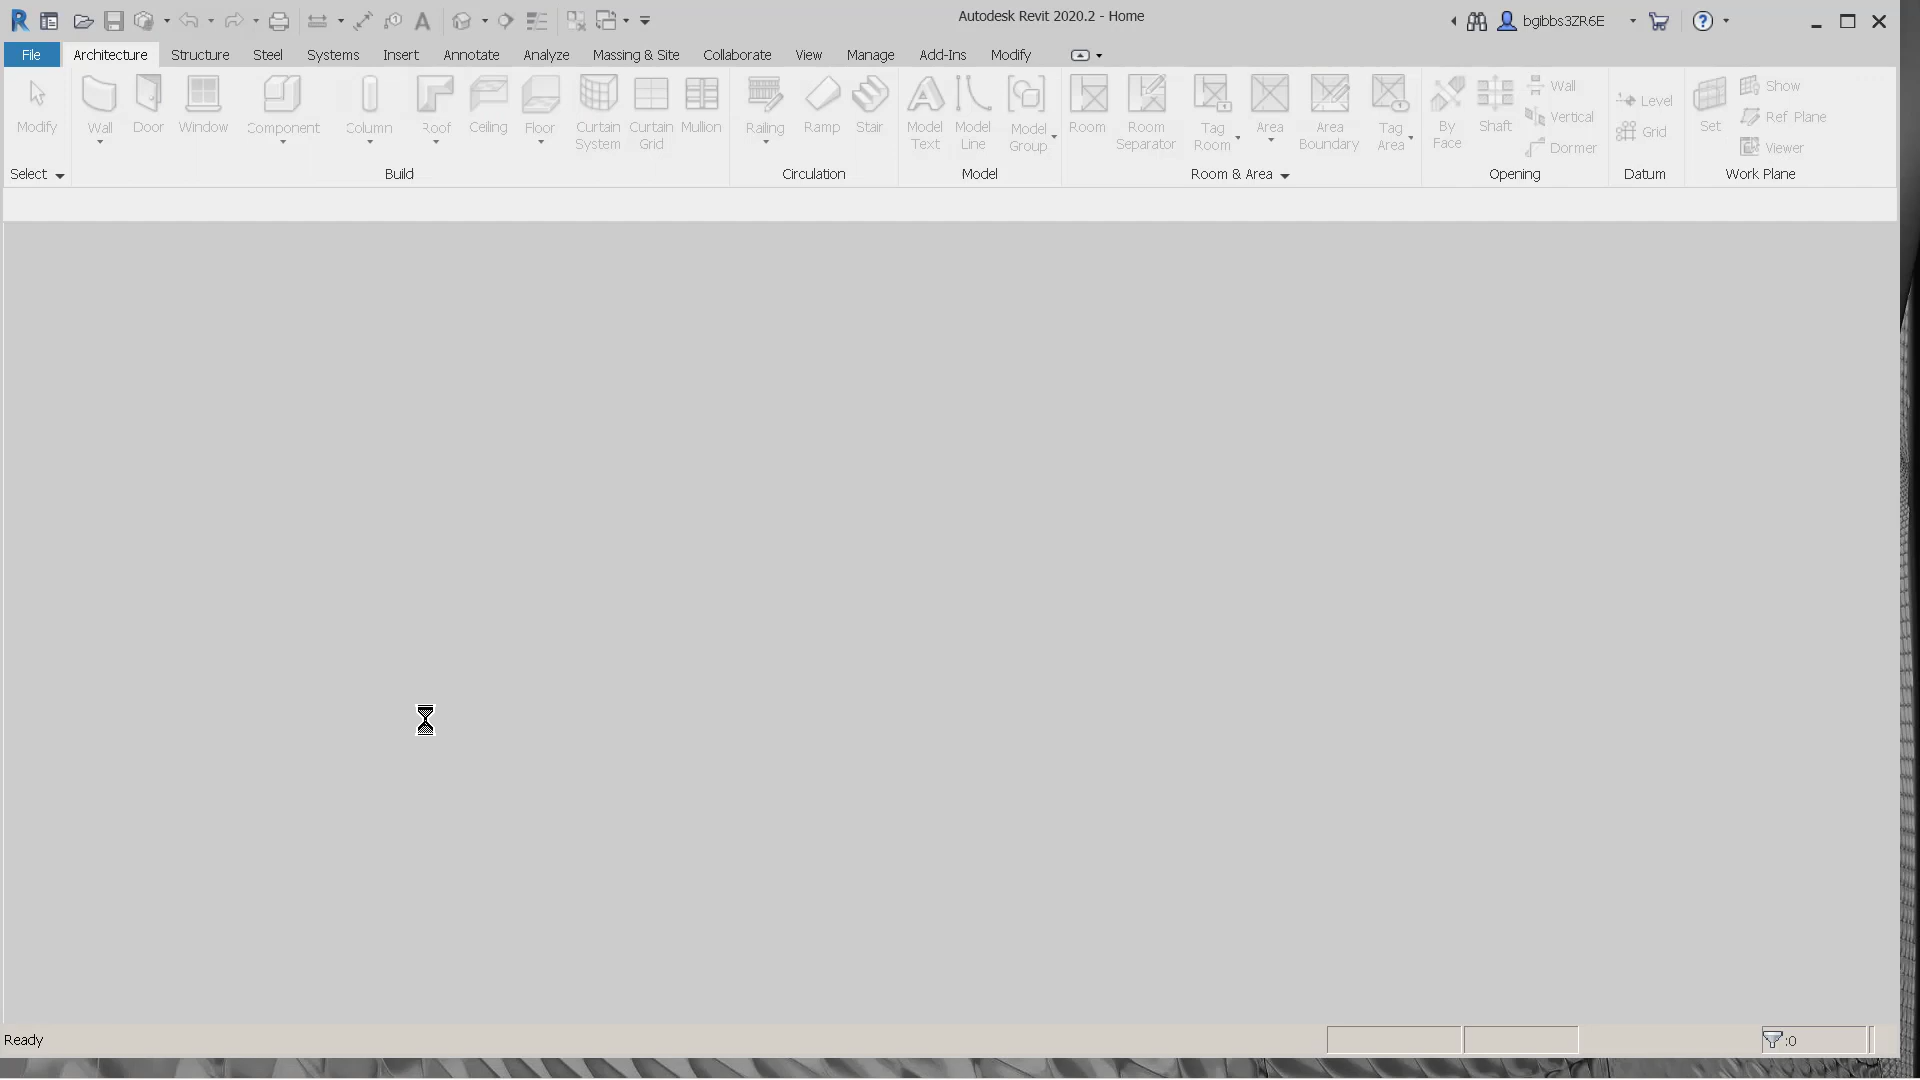 Autodesk Revit 2020.2 - Home
bgibbs3ZR6E
File Architecture Structure Steel Systems Insert Annotate Analyze Massing & Site Collaborate View Manage Add-Ins Modify
Modify
Wall
Door
Window
Component
Column
Roof
Ceiling
Floor
Curtain
System
Curtain
Grid
Mullion
Railing
Ramp
Stair
Model
Text
Model
Line
Model
Group
Room
Room
Separator
Tag
Room
Area
Area
Boundary
Tag
Area
By
Face
Shaft
Wall
Vertical
Dormer
Level
Grid
Set
Show
Ref Plane
Viewer
Select Build Circulation Model Room & Area Opening Datum Work Plane
Ready
:0